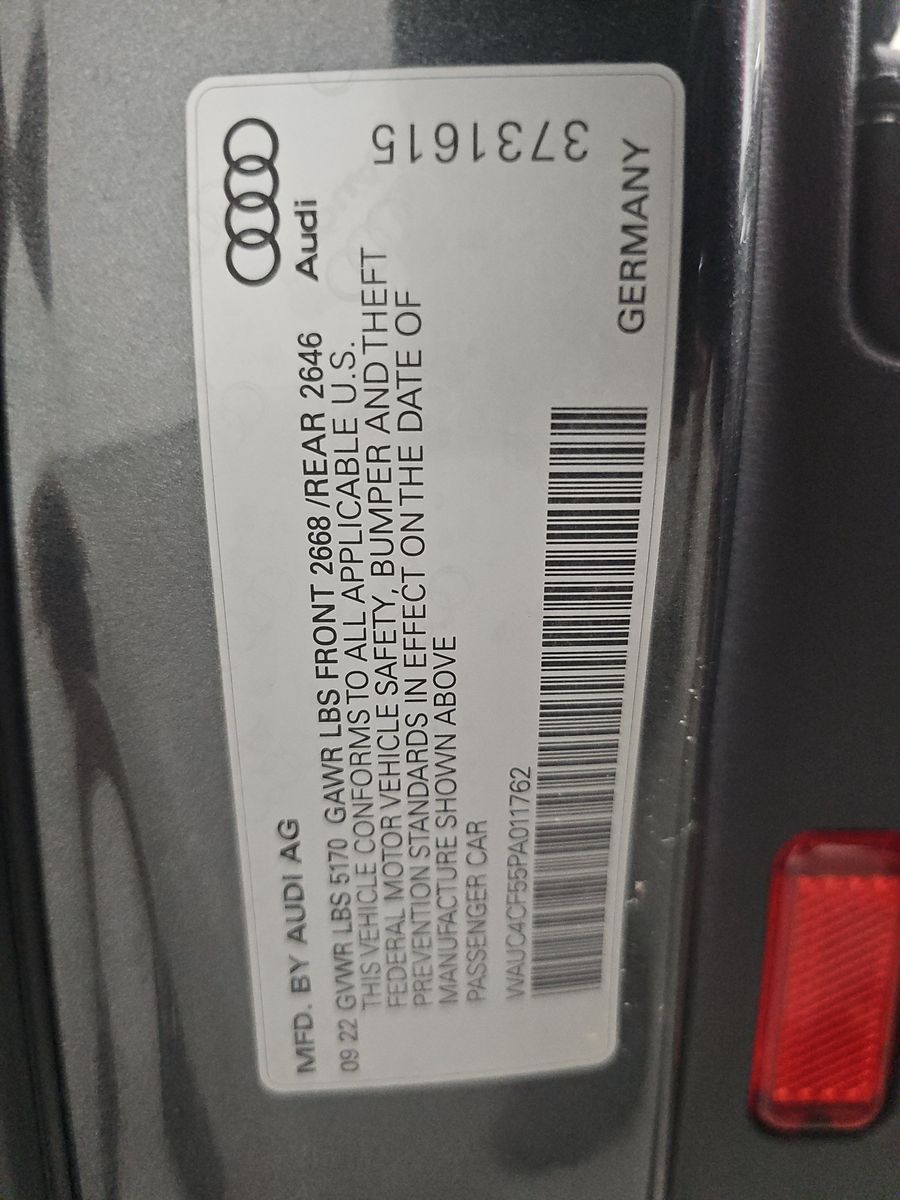 MFD. BY AUDI AG
Audi
09 22 GVWR LBS 5170 GAWR LBS FRONT 2668 /REAR 2646
THIS VEHICLE CONFORMS TO ALL APPLICABLE U.S.
FEDERAL MOTOR VEHICLE SAFETY, BUMPER AND THEFT
PREVENTION STANDARDS IN EFFECT ON THE DATE OF
MANUFACTURE SHOWN ABOVE
PASSENGER CAR
WAUC4CF55PA011762
GERMANY
3731615